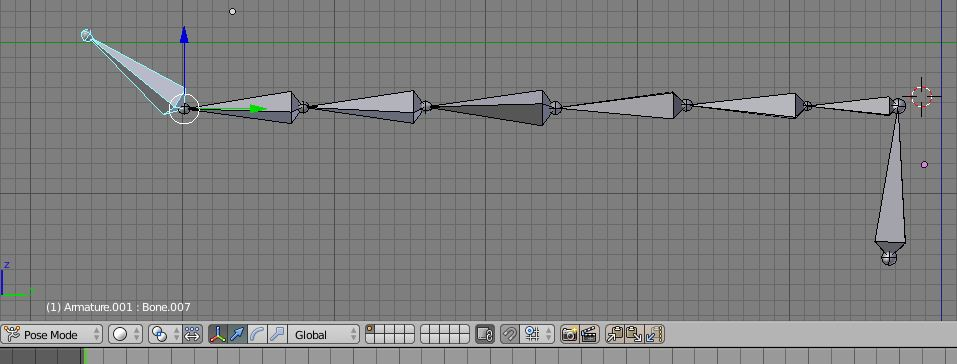 z
(1) Armature.001 : Bone.007
Pose Mode
Global